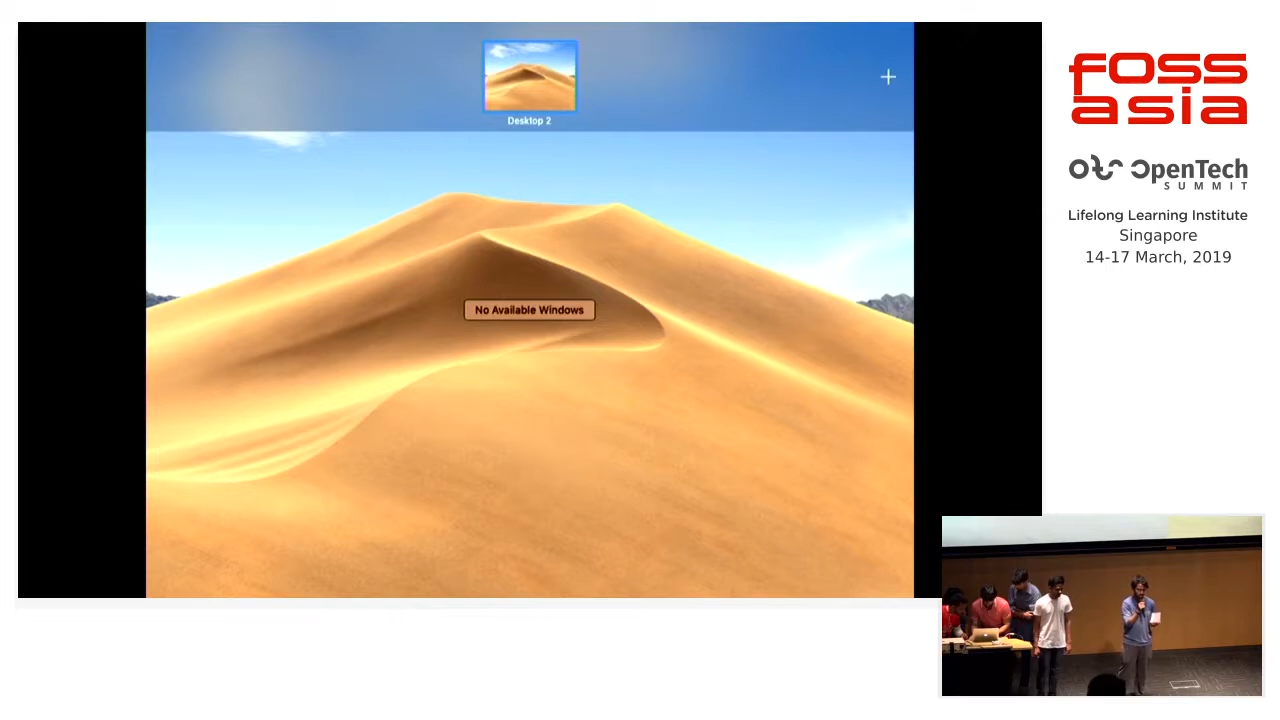 Desktop 2
No Available Windows
fOSS
asia
OpenTech
SUMMIT
Lifelong Learning Institute
Singapore
14-17 March, 2019